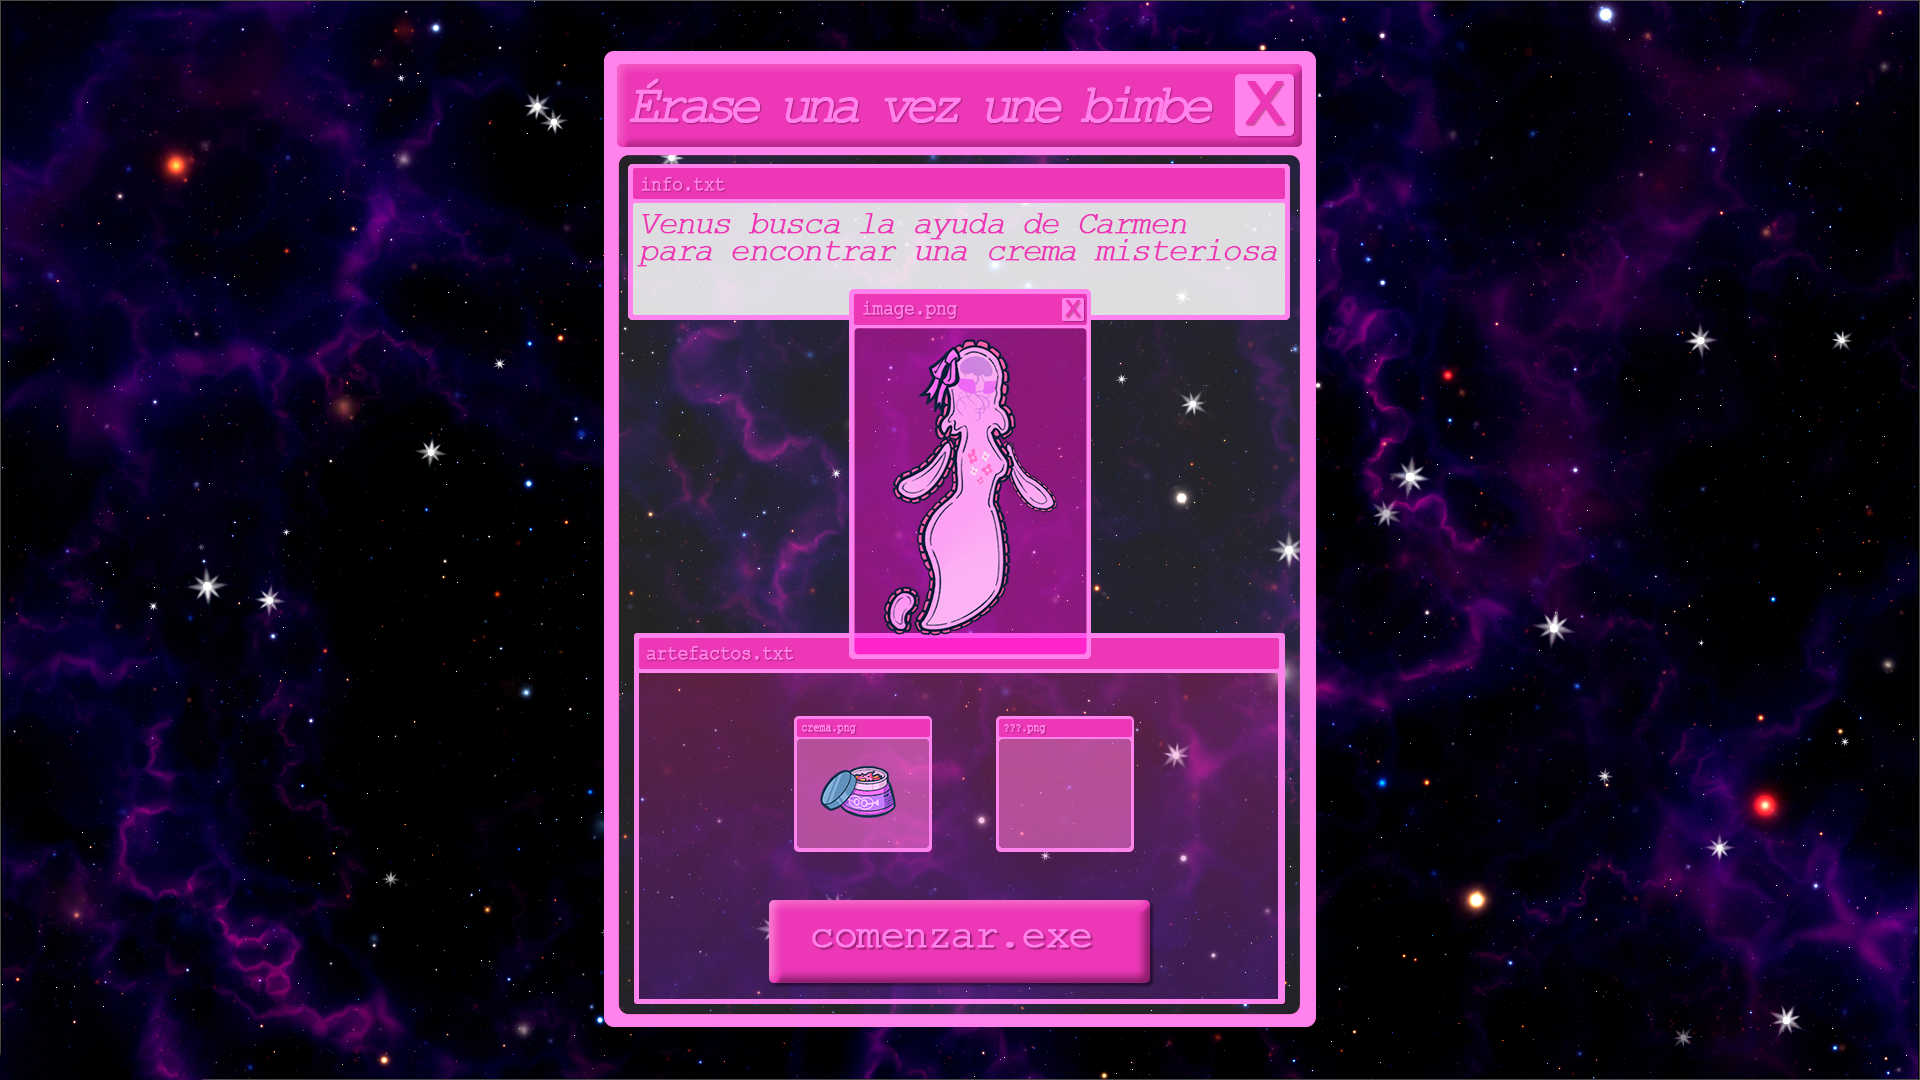 Érase una vez une bimbe X
info.txt
Venus busca la ayuda de Carmen
para encontrar una crema misteriosa
image.png X
artefactos.txt
crema.png
???.png
comenzar.exe